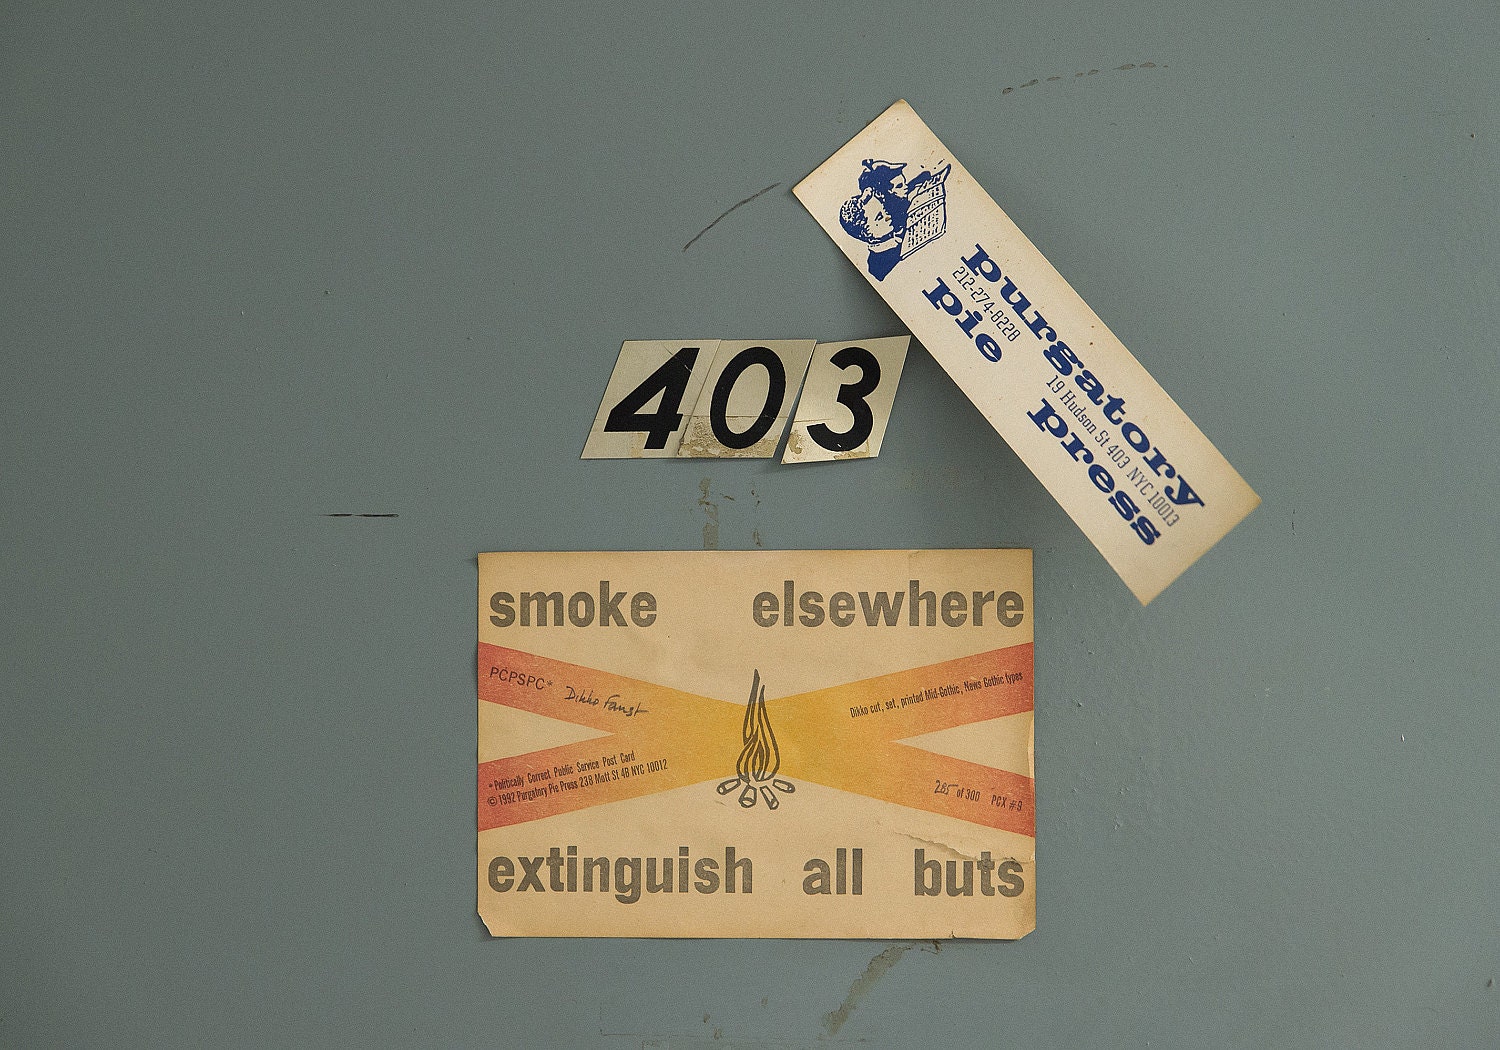 purgatory
212-274-8228
19 Hudson St 403 NYC 10013
pie press
403
smoke elsewhere
PCPSPC* Dikko Faust
Dikko cut, set, printed Mid-Gothic, News Gothic types
*Politically Correct Public Service Post Card
©1992 Purgatory Pie Press 238 Mott St 4B NYC 10012
265 of 300 PCX #9
extinguish all buts